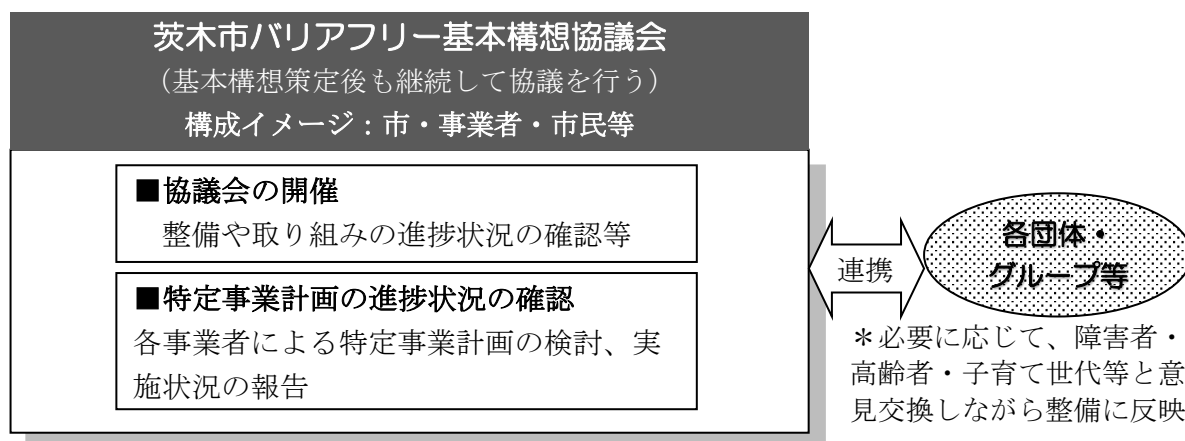 茨木市バリアフリー基本構想協議会
（基本構想策定後も継続して協議を行う）
構成イメージ：市・事業者・市民等
■協議会の開催
整備や取り組みの進捗状況の確認等
■特定事業計画の進捗状況の確認
各事業者による特定事業計画の検討、実
施状況の報告
連携
各団体・
グループ等
＊必要に応じて、障害者・
高齢者・子育て世代等と意
見交換しながら整備に反映